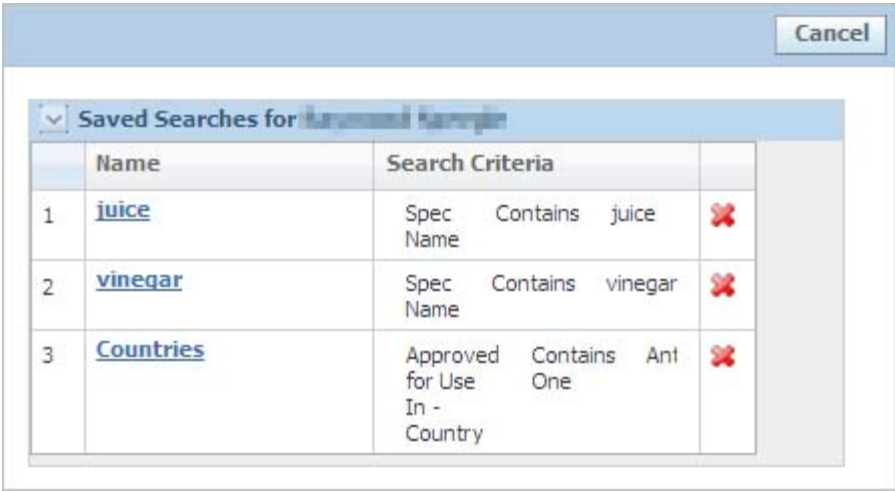 Cancel
Saved Searches for
Name Search Criteria
1 juice Spec Contains juice
Name
2 vinegar Spec Contains vinegar
Name
3 Countries Approved Contains Ant
for Use One
In -
Country